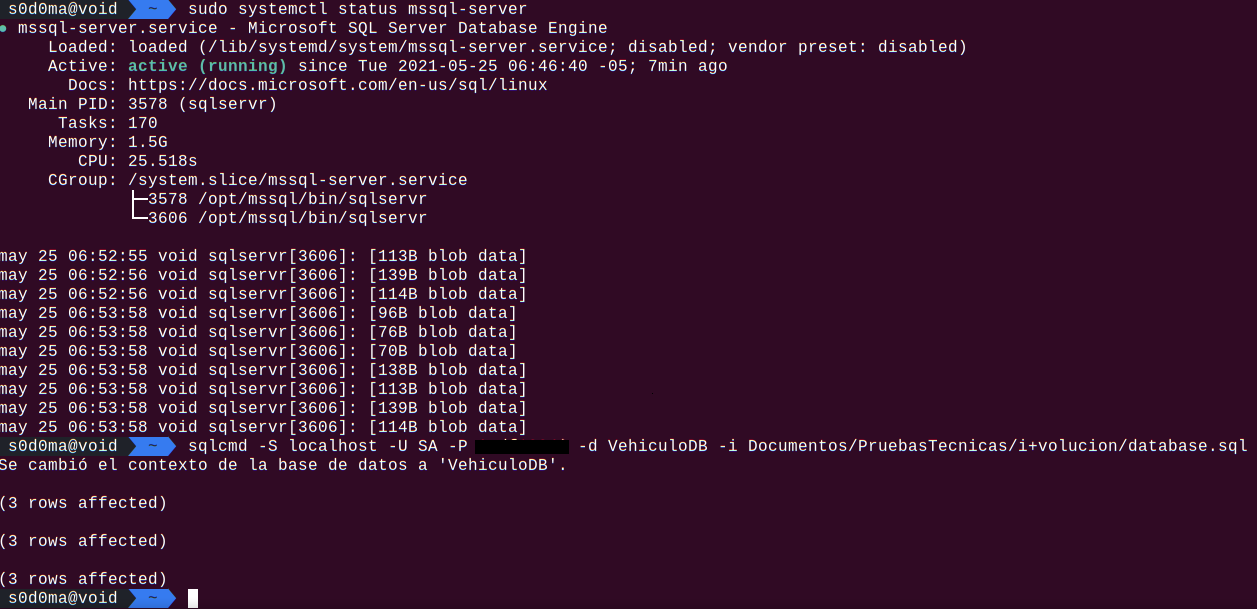 s0d0ma@void ~ sudo systemctl status mssql-server
● mssql-server.service - Microsoft SQL Server Database Engine
Loaded: loaded (/lib/systemd/system/mssql-server.service; disabled; vendor preset: disabled)
Active: active (running) since Tue 2021-05-25 06:46:40 -05; 7min ago
Docs: https://docs.microsoft.com/en-us/sql/linux
Main PID: 3578 (sqlservr)
Tasks: 170
Memory: 1.5G
CPU: 25.518s
CGroup: /system.slice/mssql-server.service
├─3578 /opt/mssql/bin/sqlservr
└─3606 /opt/mssql/bin/sqlservr
may 25 06:52:55 void sqlservr[3606]: [113B blob data]
may 25 06:52:56 void sqlservr[3606]: [139B blob data]
may 25 06:52:56 void sqlservr[3606]: [114B blob data]
may 25 06:53:58 void sqlservr[3606]: [96B blob data]
may 25 06:53:58 void sqlservr[3606]: [76B blob data]
may 25 06:53:58 void sqlservr[3606]: [70B blob data]
may 25 06:53:58 void sqlservr[3606]: [138B blob data]
may 25 06:53:58 void sqlservr[3606]: [113B blob data]
may 25 06:53:58 void sqlservr[3606]: [139B blob data]
may 25 06:53:58 void sqlservr[3606]: [114B blob data]
s0d0ma@void ~ sqlcmd -S localhost -U SA -P -d VehiculoDB -i Documentos/PruebasTecnicas/i+volucion/database.sql
Se cambió el contexto de la base de datos a 'VehiculoDB'.
(3 rows affected)
(3 rows affected)
(3 rows affected)
s0d0ma@void ~